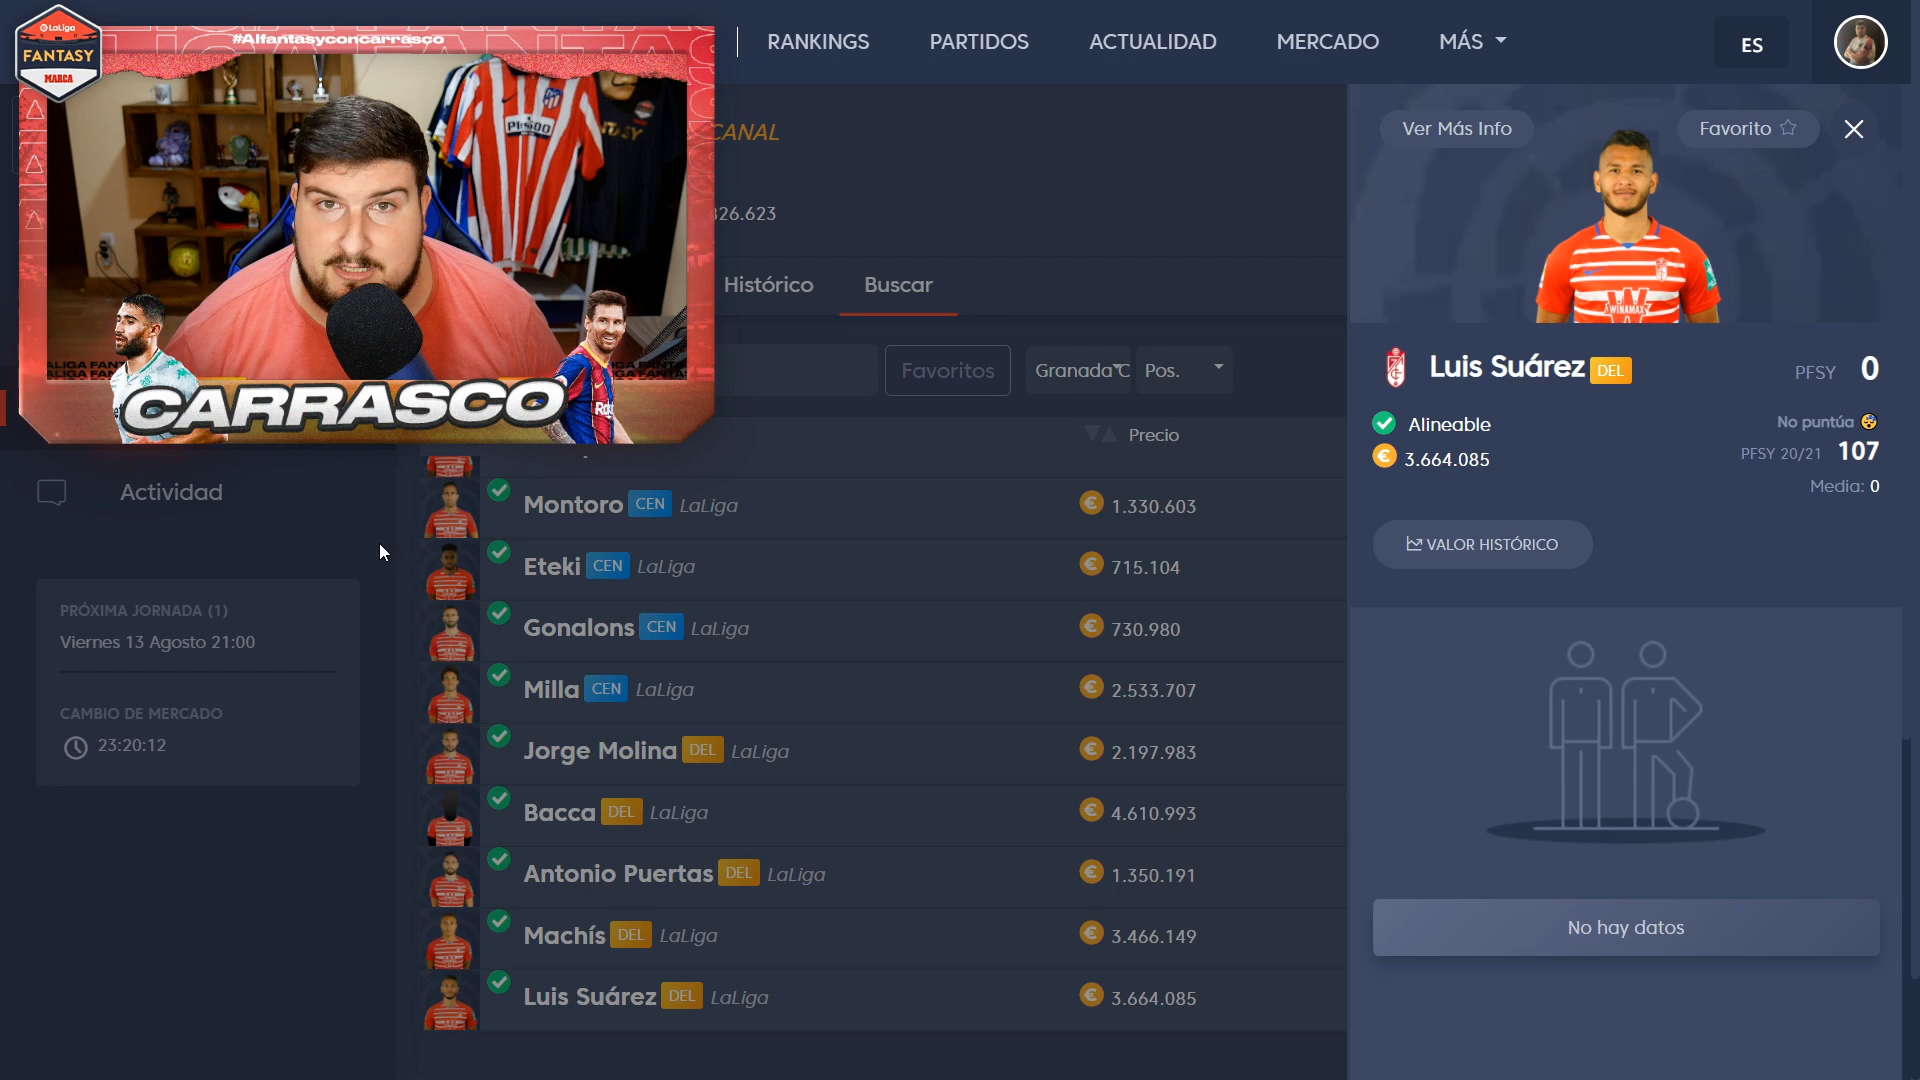 LaLiga
FANTASY
MARCA
#Alfantasyconcarrasco
RANKINGS
PARTIDOS
ACTUALIDAD
MERCADO
MÁS
ES
CANAL
326.623
Histórico
Buscar
Favoritos
Granada C
Pos.
Precio
Plus500
CARRASCO
Actividad
PRÓXIMA JORNADA (1)
Viernes 13 Agosto 21:00
CAMBIO DE MERCADO
23:20:12
Montoro CEN LaLiga 1.330.603
Eteki CEN LaLiga 715.104
Gonalons CEN LaLiga 730.980
Milla CEN LaLiga 2.533.707
Jorge Molina DEL LaLiga 2.197.983
Bacca DEL LaLiga 4.610.993
Antonio Puertas DEL LaLiga 1.350.191
Machís DEL LaLiga 3.466.149
Luis Suárez DEL LaLiga 3.664.085
Ver Más Info
Favorito
WINAMAX
Luis Suárez DEL
PFSY 0
Alineable
No puntúa
3.664.085
PFSY 20/21 107
Media: 0
VALOR HISTÓRICO
No hay datos